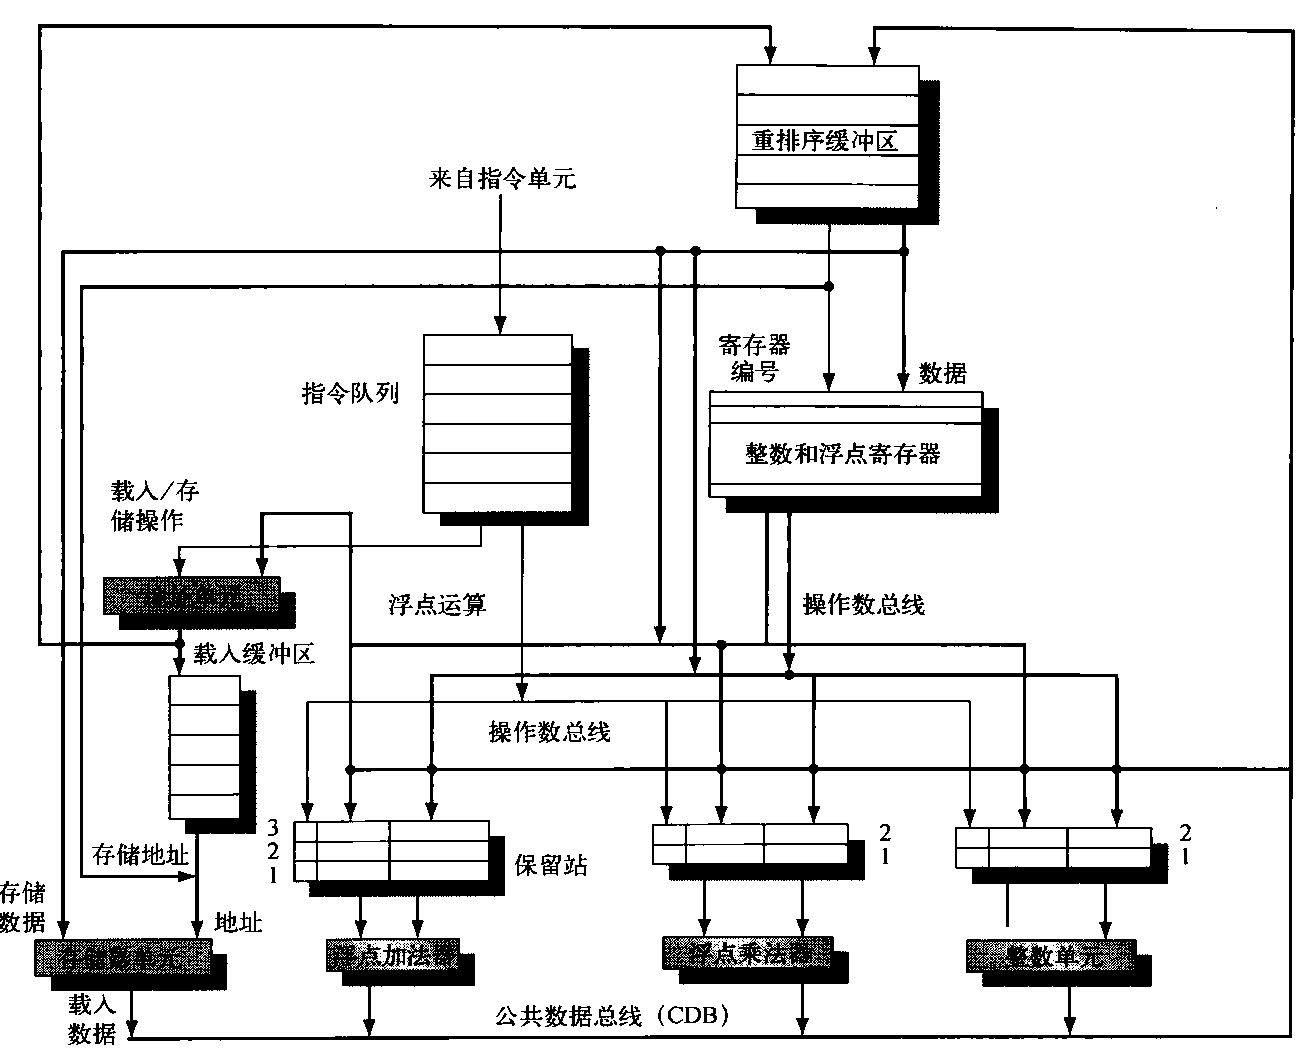 重排序缓冲区
来自指令单元
寄存器
编号
数据
指令队列
整数和浮点寄存器
载入/存
储操作
浮点运算
操作数总线
载入缓冲区
操作数总线
3
2
1
保留站
2
1
2
1
存储地址
存储
数据
地址
存储器单元
浮点加法器
浮点乘法器
整数单元
载入
数据
公共数据总线（CDB）